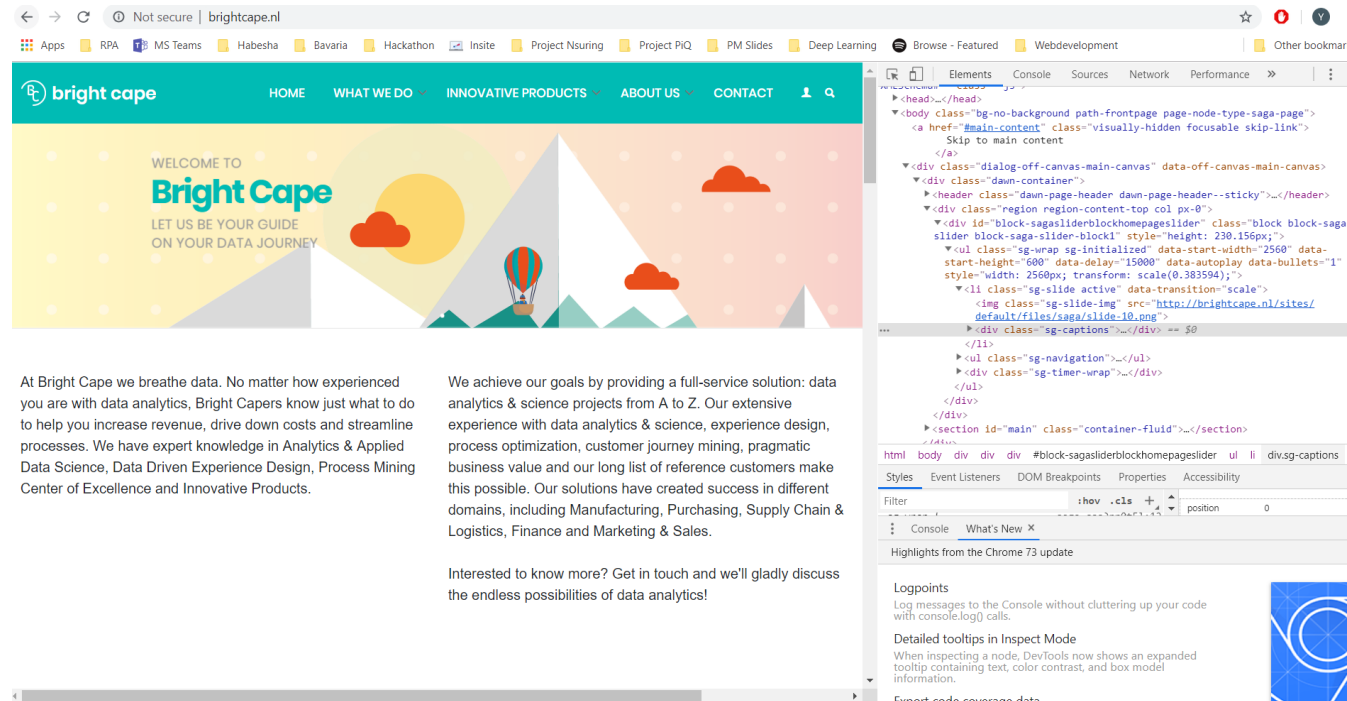 Not secure | brightcape.nl
Y
Apps RPA MS Teams Habesha Bavaria Hackathon Insite Project Nsuring Project PiQ PM Slides Deep Learning Browse - Featured Webdevelopment Other bookmar
bright cape HOME WHAT WE DO INNOVATIVE PRODUCTS ABOUT US CONTACT
WELCOME TO
Bright Cape
LET US BE YOUR GUIDE
ON YOUR DATA JOURNEY
At Bright Cape we breathe data. No matter how experienced
you are with data analytics, Bright Capers know just what to do
to help you increase revenue, drive down costs and streamline
processes. We have expert knowledge in Analytics & Applied
Data Science, Data Driven Experience Design, Process Mining
Center of Excellence and Innovative Products.
We achieve our goals by providing a full-service solution: data
analytics & science projects from A to Z. Our extensive
experience with data analytics & science, experience design,
process optimization, customer journey mining, pragmatic
business value and our long list of reference customers make
this possible. Our solutions have created success in different
domains, including Manufacturing, Purchasing, Supply Chain &
Logistics, Finance and Marketing & Sales.
Interested to know more? Get in touch and we'll gladly discuss
the endless possibilities of data analytics!
Elements Console Sources Network Performance »
<head>…</head>
<body class="bg-no-background path-frontpage page-node-type-saga-page">
<a href="#main-content" class="visually-hidden focusable skip-link">
Skip to main content
</a>
<div class="dialog-off-canvas-main-canvas" data-off-canvas-main-canvas>
<div class="dawn-container">
<header class="dawn-page-header dawn-page-header--sticky">…</header>
<div class="region region-content-top col px-0">
<div id="block-sagasliderblockhomepageslider" class="block block-saga
slider block-saga-slider-block1" style="height: 230.156px;">
<ul class="sg-wrap sg-initialized" data-start-width="2560" data-
start-height="600" data-delay="15000" data-autoplay data-bullets="1"
style="width: 2560px; transform: scale(0.383594);">
<li class="sg-slide active" data-transition="scale">
<img class="sg-slide-img" src="http://brightcape.nl/sites/
default/files/saga/slide-10.png">
<div class="sg-captions">…</div> == $0
</li>
<ul class="sg-navigation">…</ul>
<div class="sg-timer-wrap">…</div>
</ul>
</div>
</div>
<section id="main" class="container-fluid">…</section>
</div>
html body div div div #block-sagasliderblockhomepageslider ul li div.sg-captions
Styles Event Listeners DOM Breakpoints Properties Accessibility
Filter :hov .cls +
position 0
Console What's New ×
Highlights from the Chrome 73 update
Logpoints
Log messages to the Console without cluttering up your code
with console.log() calls.
Detailed tooltips in Inspect Mode
When inspecting a node, DevTools now shows an expanded
tooltip containing text, color contrast, and box model
information.
Export code coverage data